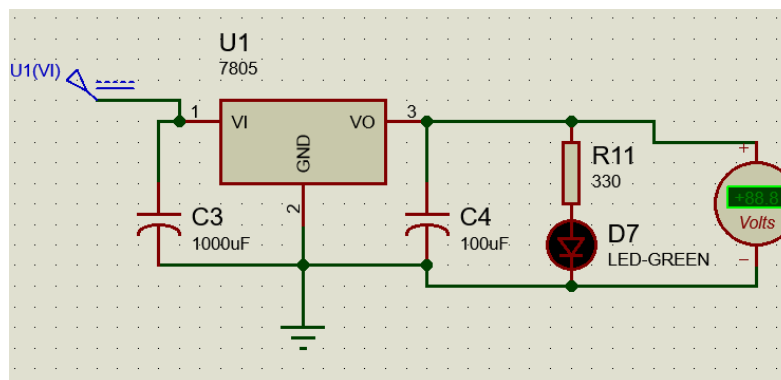 U1
7805
U1(VI)
1
VI
VO
3
GND
2
C3
1000uF
C4
100uF
R11
330
D7
LED-GREEN
+
+88.8
Volts
−